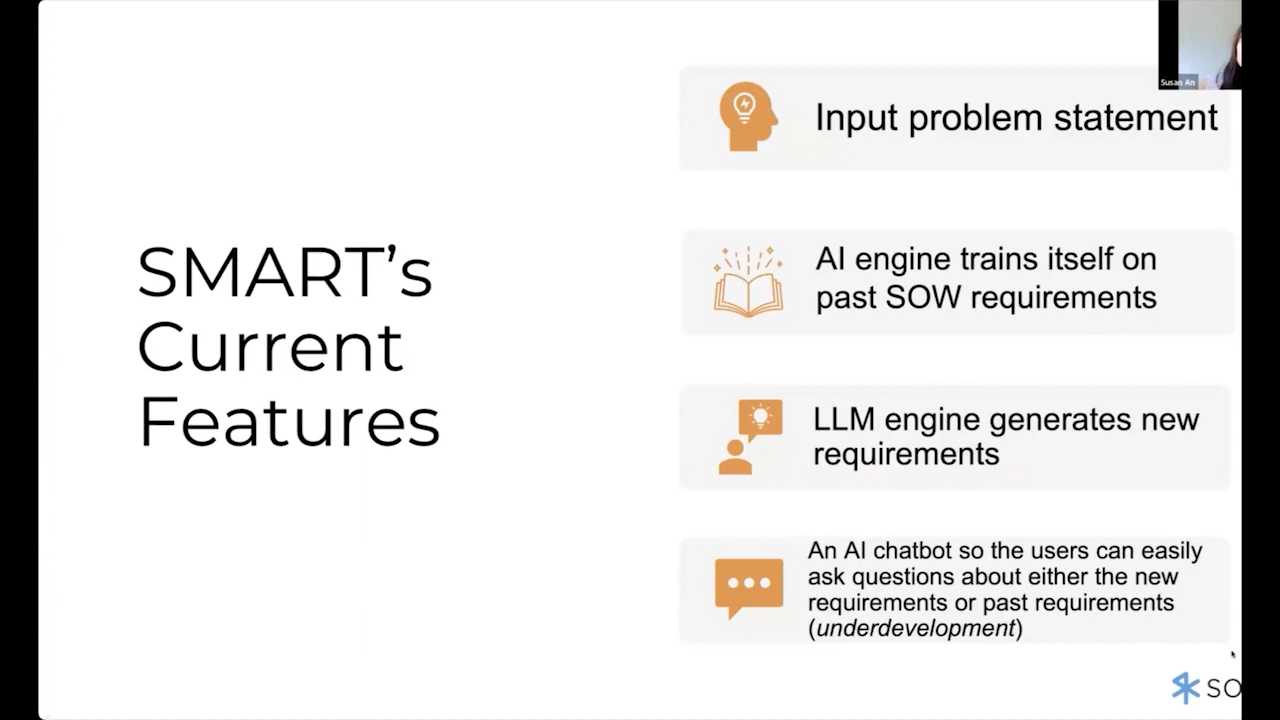 SMART’s
Current
Features
Susan An
Input problem statement
AI engine trains itself on
past SOW requirements
LLM engine generates new
requirements
An AI chatbot so the users can easily
ask questions about either the new
requirements or past requirements
(underdevelopment)
SO